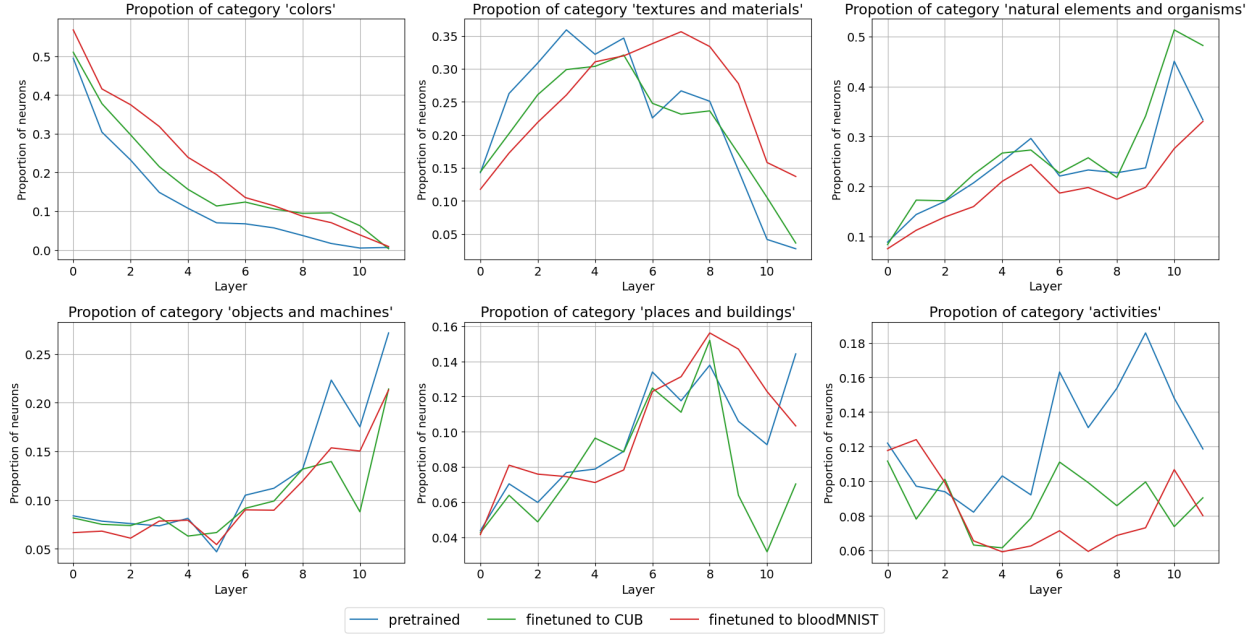 Propotion of category 'colors'
Proportion of neurons
0.5
0.4
0.3
0.2
0.1
0.0
0 2 4 6 8 10
Layer
Propotion of category 'textures and materials'
Proportion of neurons
0.35
0.30
0.25
0.20
0.15
0.10
0.05
0 2 4 6 8 10
Layer
Propotion of category 'natural elements and organisms'
Proportion of neurons
0.5
0.4
0.3
0.2
0.1
0 2 4 6 8 10
Layer
Propotion of category 'objects and machines'
Proportion of neurons
0.25
0.20
0.15
0.10
0.05
0 2 4 6 8 10
Layer
Propotion of category 'places and buildings'
Proportion of neurons
0.16
0.14
0.12
0.10
0.08
0.06
0.04
0 2 4 6 8 10
Layer
Propotion of category 'activities'
Proportion of neurons
0.18
0.16
0.14
0.12
0.10
0.08
0.06
0 2 4 6 8 10
Layer
pretrained finetuned to CUB finetuned to bloodMNIST